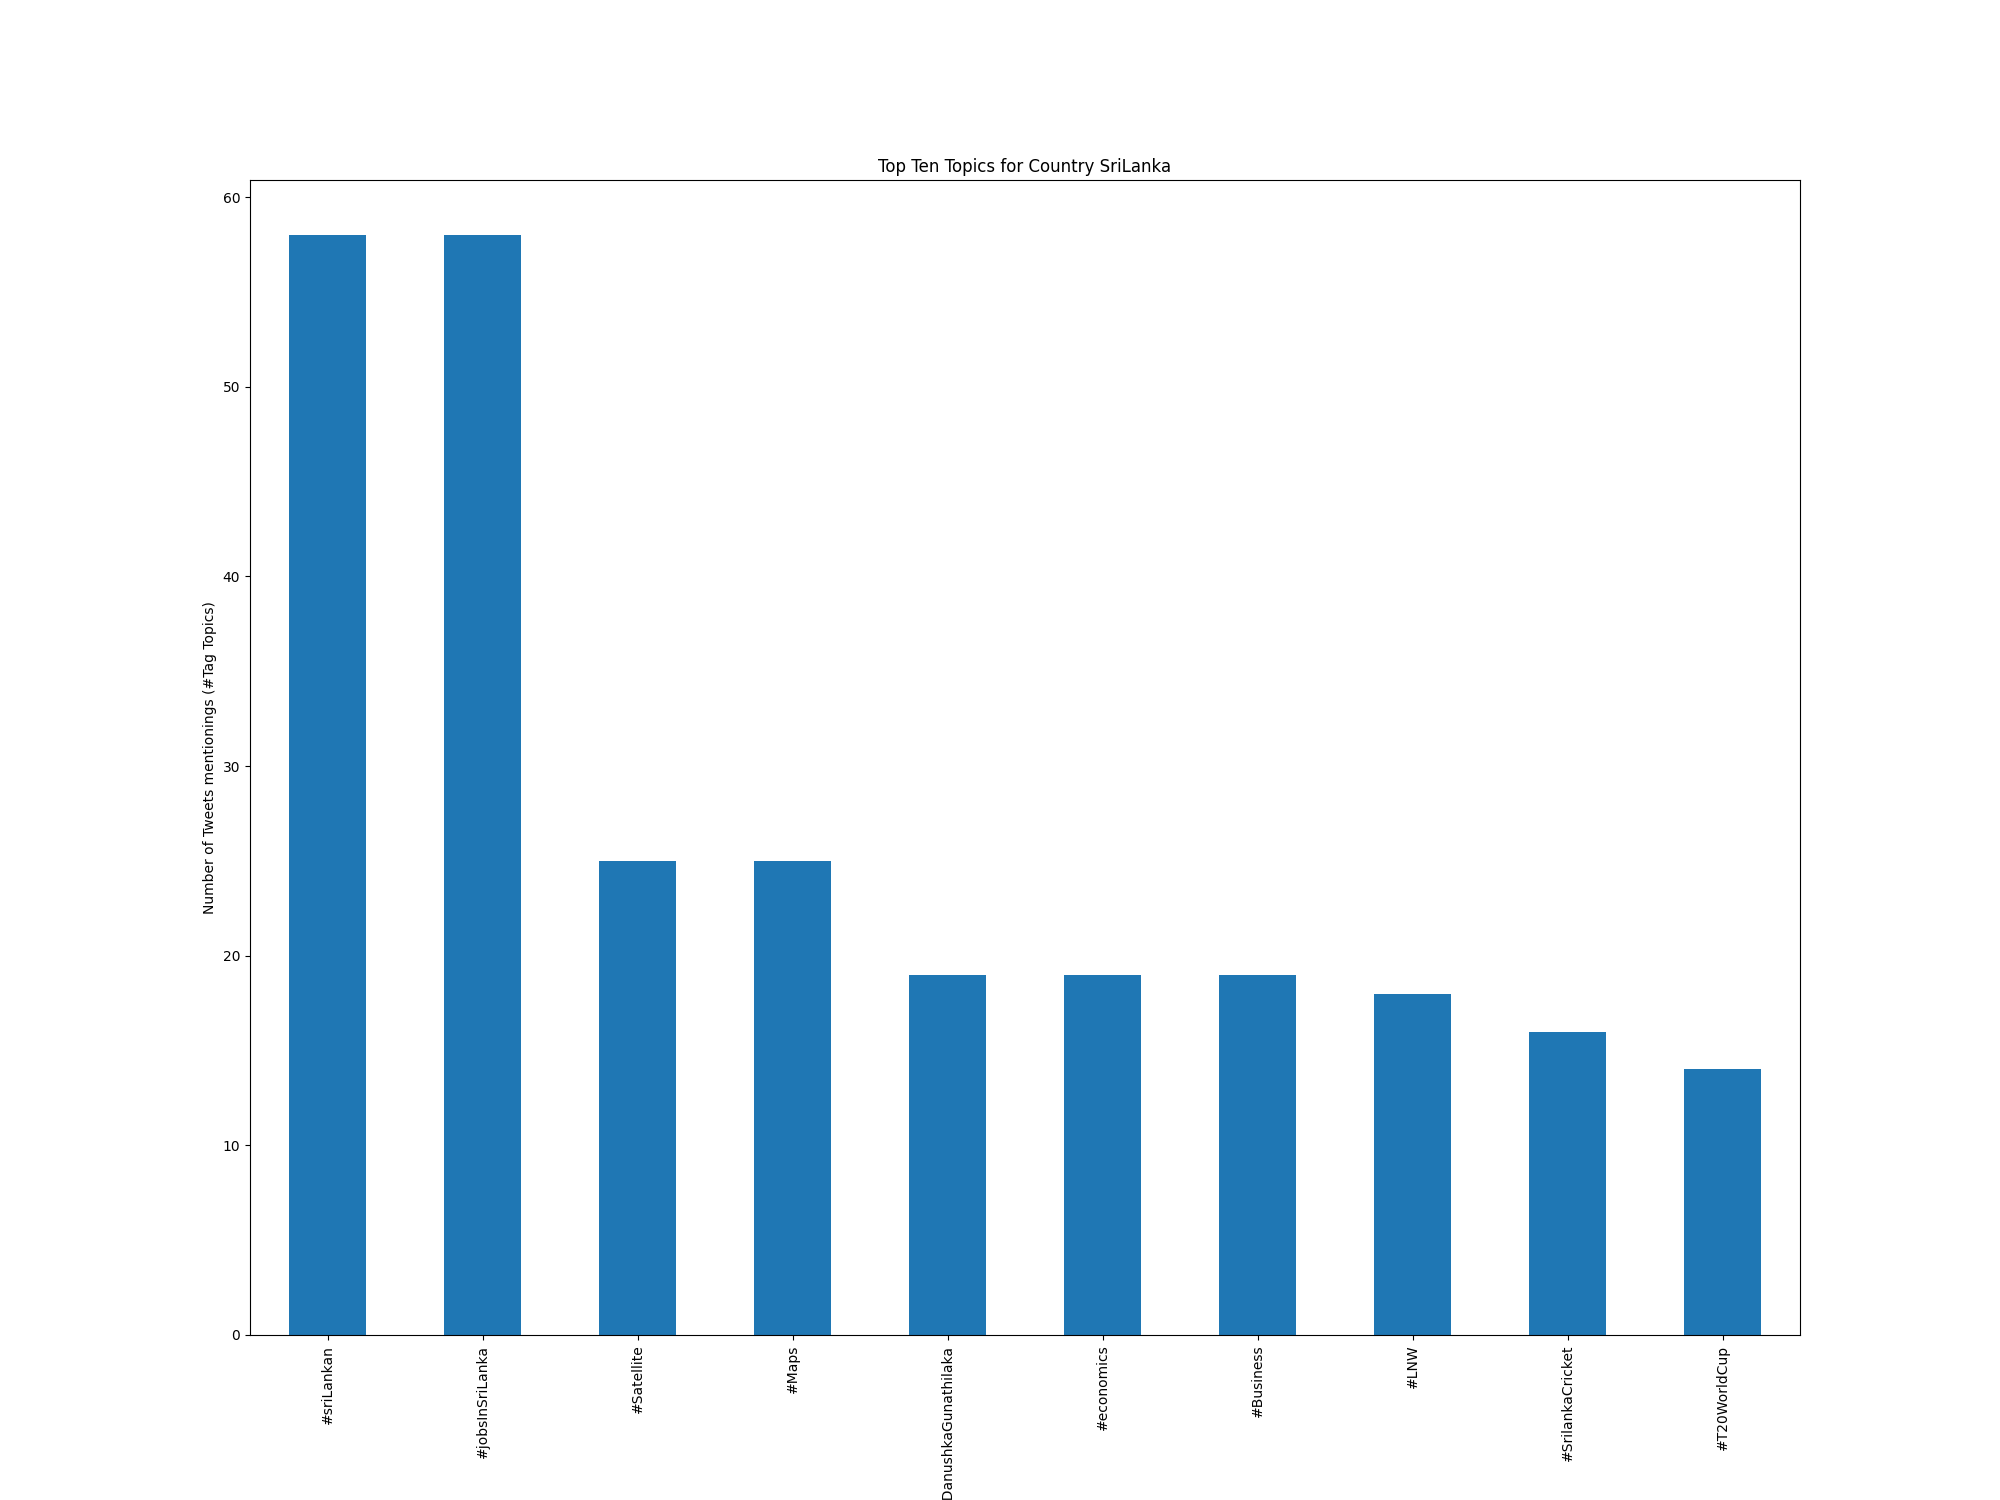 Top Ten Topics for Country SriLanka
Number of Tweets mentionings (#Tag Topics)
60
50
40
30
20
10
0
#sriLankan
#jobsInSriLanka
#Satellite
#Maps
DanushkaGunathilaka
#economics
#Business
#LNW
#SrilankaCricket
#T20WorldCup